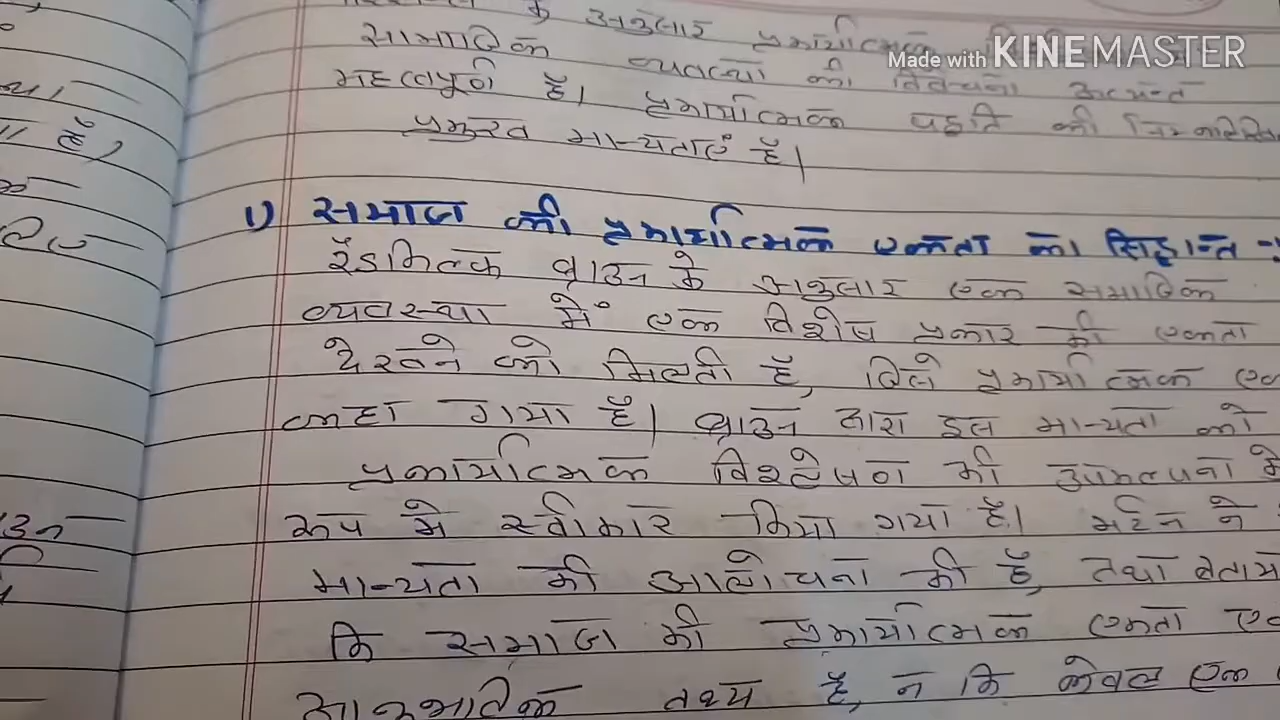 के अनुसार प्रकार्यात्मक
सामाजिक व्यवस्था की विवेचना अत्यन्त
Made with KINEMASTER
महत्वपूर्ण है। प्रकार्यात्मक पद्धति की
प्रमुख मान्यताएं है।
1) समाज की प्रकार्यात्मक एकता का सिद्धान्त :-
रैडक्लिफ ब्राउन के अनुसार एक सामाजिक
व्यवस्था में एक विशेष प्रकार की एकता
देखने को मिलती है, जिसे प्रकार्यात्मक
कहा गया है। ब्राउन द्वारा इस मान्यता को
प्रकार्यात्मक विश्लेषण की उपकल्पना के
रूप में स्वीकार किया गया है। मर्टन ने
मान्यता की आलोचना की है, तथा
कि समाज की प्रकार्यात्मक एकता
आनुभाविक तथ्य है, न कि केवल एक
है,